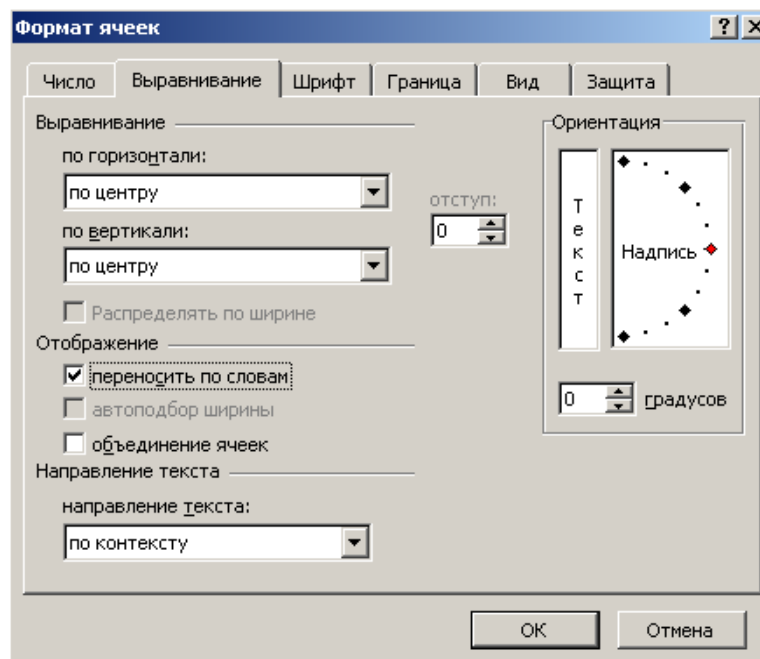 Формат ячеек
Число Выравнивание Шрифт Граница Вид Защита
Выравнивание
по горизонтали:
по центру
отступ:
0
по вертикали:
по центру
Распределять по ширине
Отображение
переносить по словам
автоподбор ширины
объединение ячеек
Направление текста
направление текста:
по контексту
Ориентация
Текст
Надпись
0 градусов
ОК Отмена